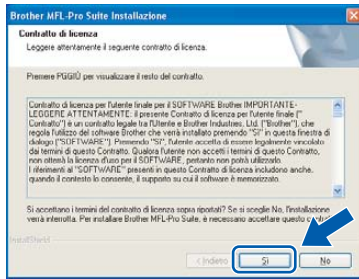 Brother MFL-Pro Suite Installazione
Contratto di licenza
Leggere attentamente il seguente contratto di licenza.
Premere PGGIÙ per visualizzare il resto del contratto.
Contratto di licenza per l'utente finale per il SOFTWARE Brother IMPORTANTE-
LEGGERE ATTENTAMENTE: il presente Contratto di licenza per l'utente finale ("
Contratto") è un contratto legale tra l'Utente e Brother Industries, Ltd. ("Brother"), che
regola l'utilizzo del software Brother che verrà installato premendo "SÌ" in questa finestra di
dialogo ("SOFTWARE"). Premendo "SÌ", l'utente accetta di essere legalmente vincolato
dai termini di questo Contratto. Qualora l'utente non accetti i termini di questo Contratto,
non otterrà la licenza d'uso per il SOFTWARE, pertanto non potrà utilizzarlo.
I riferimenti al "SOFTWARE" presenti in questo Contratto di licenza includono anche,
quando il contesto lo consente, il supporto su cui il software è memorizzato.
Si accettano i termini del contratto di licenza sopra riportati? Se si sceglie No, l'installazione
verrà interrotta. Per installare Brother MFL-Pro Suite, è necessario accettare questo
InstallShield
< Indietro
Sì
No